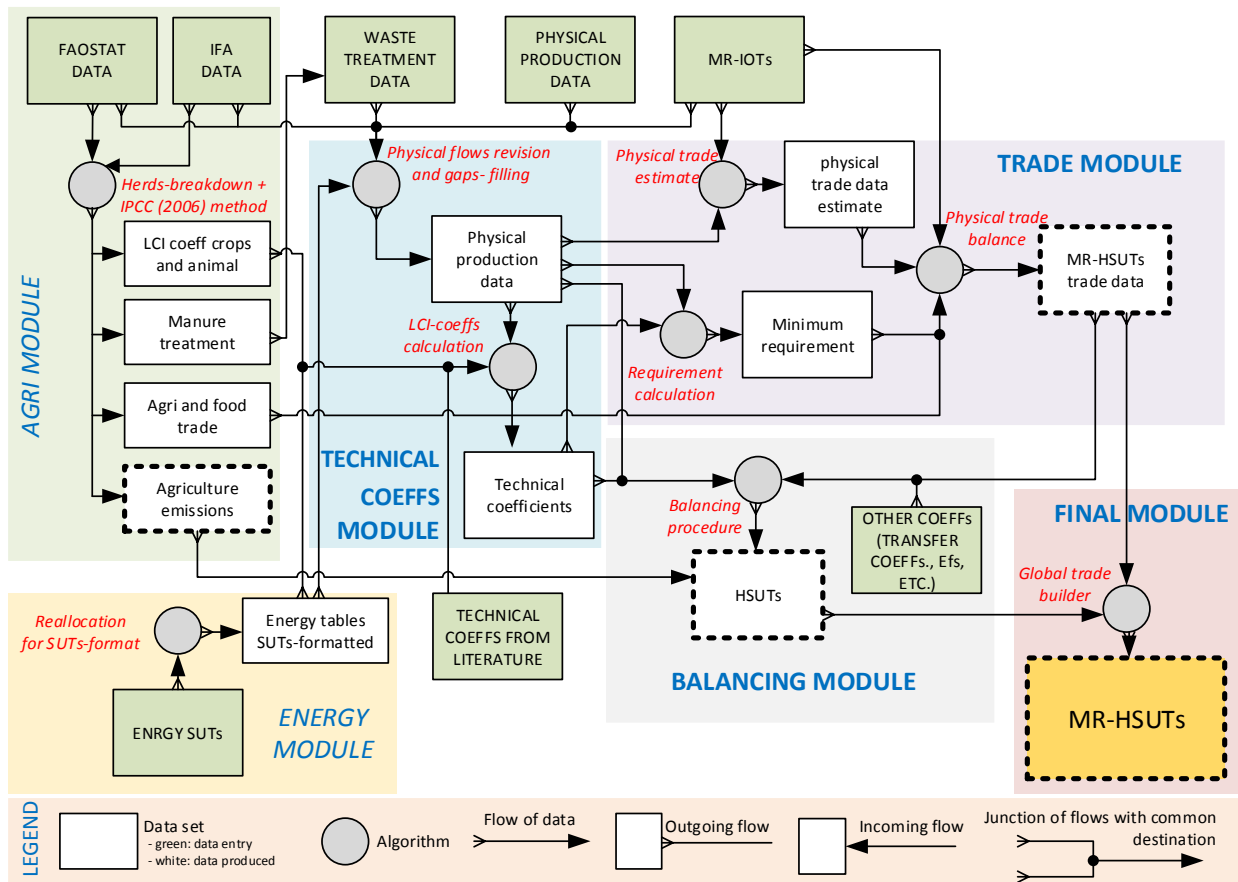 FAOSTAT
DATA
IFA
DATA
WASTE
TREATMENT
DATA
PHYSICAL
PRODUCTION
DATA
MR-IOTs
AGRI MODULE
Herds-breakdown +
IPCC (2006) method
LCI coeff crops
and animal
Manure
treatment
Agri and food
trade
Agriculture
emissions
Physical flows revision
and gaps- filling
Physical
production
data
LCI-coeffs
calculation
Technical
coefficients
TECHNICAL
COEFFS
MODULE
TRADE MODULE
Physical trade
estimate
physical
trade data
estimate
Physical trade
balance
MR-HSUTs
trade data
Minimum
requirement
Requirement
calculation
Balancing
procedure
HSUTs
OTHER COEFFs
(TRANSFER
COEFFs., Efs,
ETC.)
BALANCING MODULE
FINAL MODULE
Global trade
builder
MR-HSUTs
Reallocation
for SUTs-format
Energy tables
SUTs-formatted
ENRGY SUTs
ENERGY
MODULE
TECHNICAL
COEFFS FROM
LITERATURE
LEGEND
Data set
- green: data entry
- white: data produced
Algorithm
Flow of data
Outgoing flow
Incoming flow
Junction of flows with common
destination